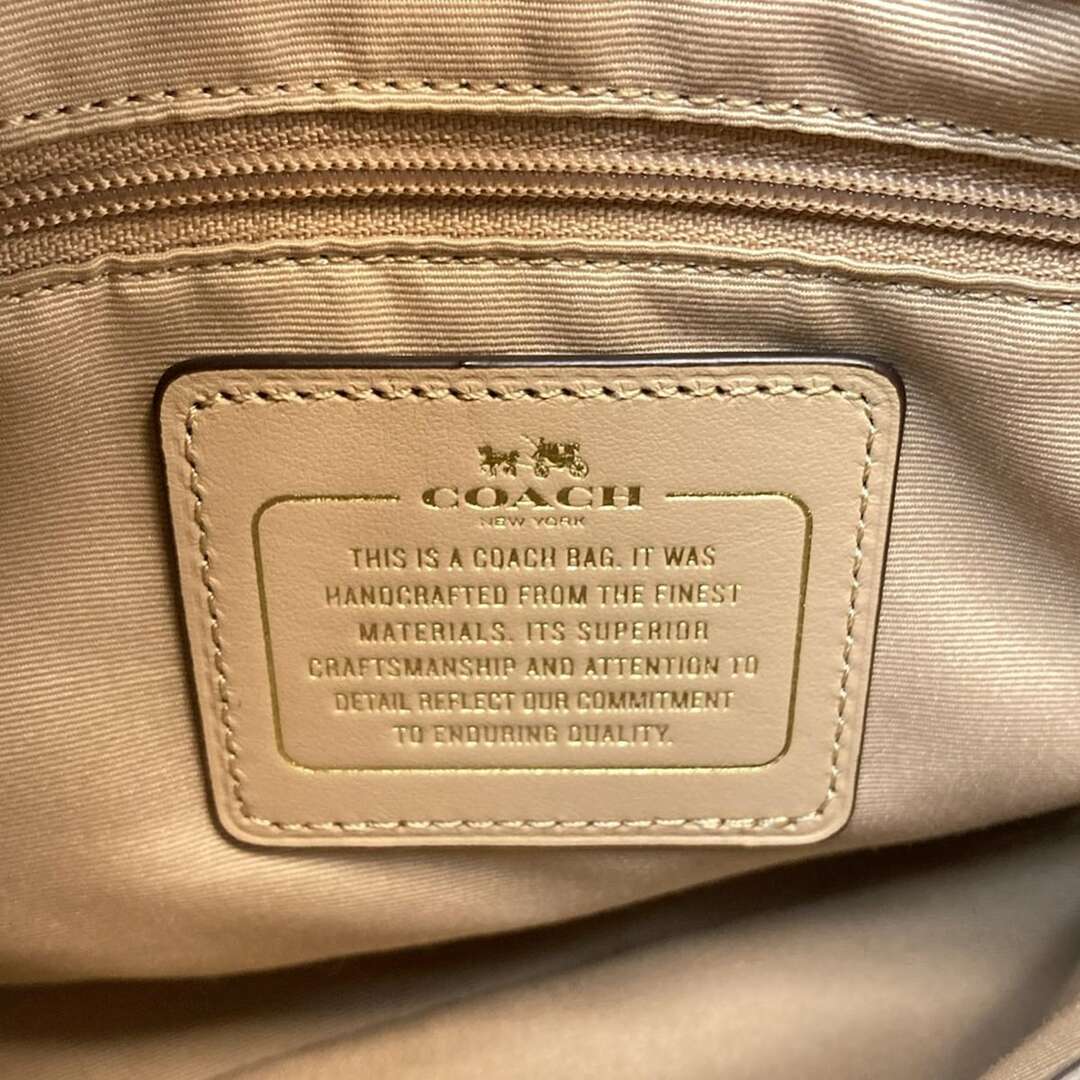 COACH
NEW YORK
THIS IS A COACH BAG. IT WAS
HANDCRAFTED FROM THE FINEST
MATERIALS. ITS SUPERIOR
CRAFTSMANSHIP AND ATTENTION TO
DETAIL REFLECT OUR COMMITMENT
TO ENDURING QUALITY.